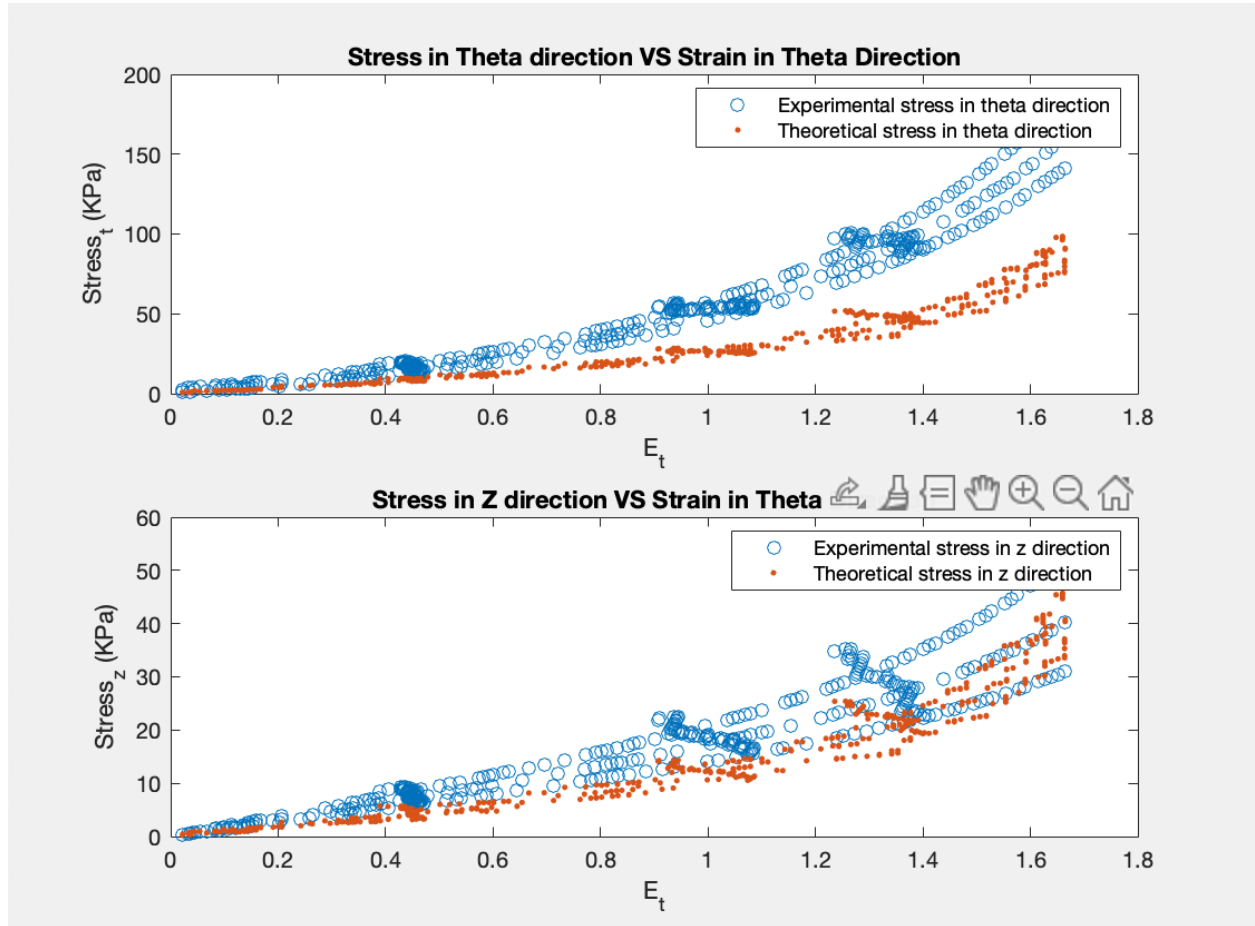 Stress in Theta direction VS Strain in Theta Direction
200
150
100
50
0
Stress_t (KPa)
Experimental stress in theta direction
Theoretical stress in theta direction
0 0.2 0.4 0.6 0.8 1 1.2 1.4 1.6 1.8
E_t
Stress in Z direction VS Strain in Theta
60
50
40
30
20
10
0
Stress_z (KPa)
Experimental stress in z direction
Theoretical stress in z direction
0 0.2 0.4 0.6 0.8 1 1.2 1.4 1.6 1.8
E_t